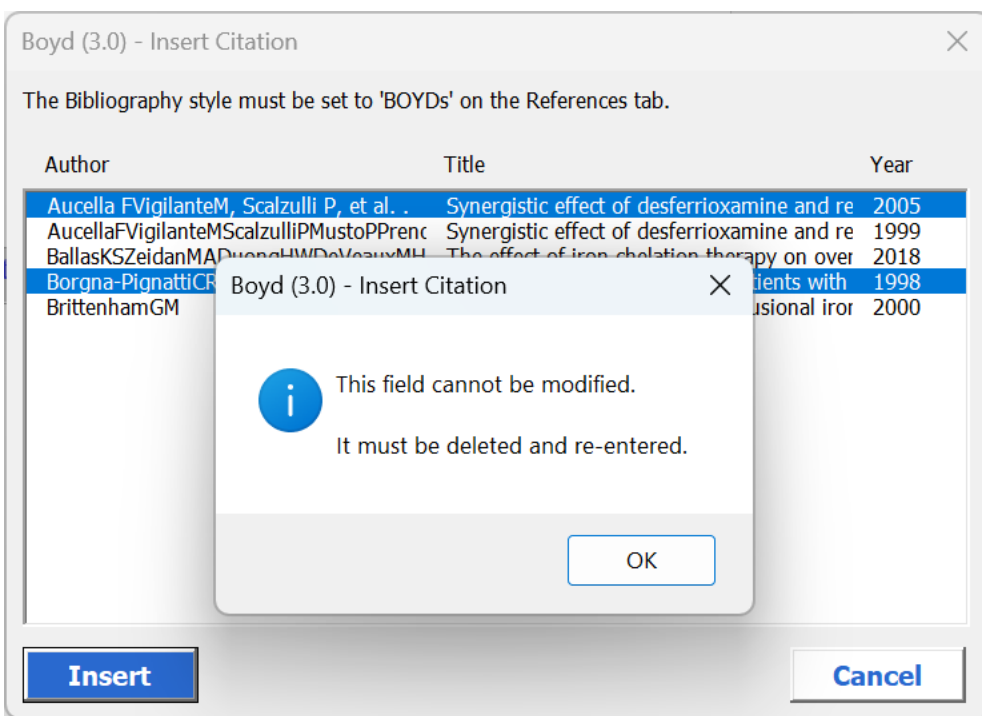 Boyd (3.0) - Insert Citation
The Bibliography style must be set to 'BOYDs' on the References tab.
Author Title Year
Aucella FVigilanteM, Scalzulli P, et al. . Synergistic effect of desferrioxamine and re 2005
AucellaFVigilanteMScalzulliPMustoPPrenc Synergistic effect of desferrioxamine and re 1999
BallasKSZeidanMADuongHWDeVeauxMH The effect of iron chelation therapy on over 2018
Borgna-PignattiCR tients with 1998
BrittenhamGM usional iror 2000
Boyd (3.0) - Insert Citation
This field cannot be modified.
It must be deleted and re-entered.
OK
Insert Cancel